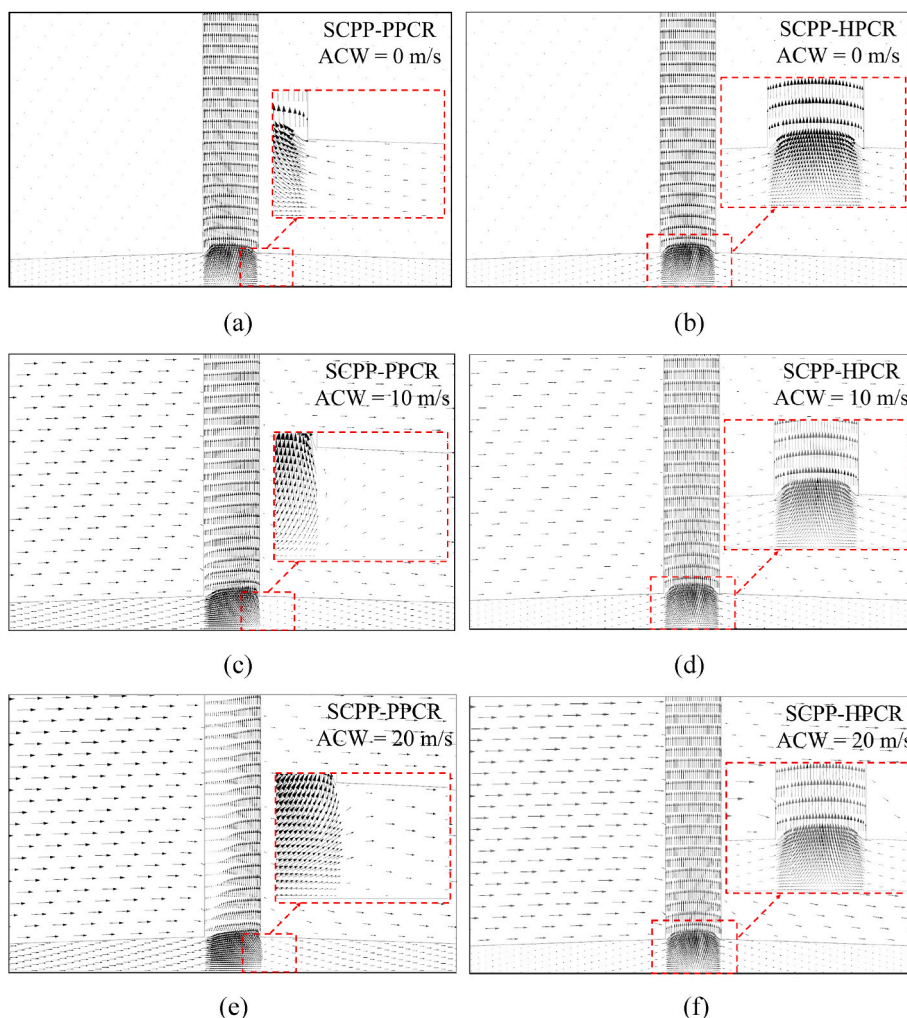 SCPP-PPCR
ACW = 0 m/s
SCPP-HPCR
ACW = 0 m/s
(a)
(b)
SCPP-PPCR
ACW = 10 m/s
SCPP-HPCR
ACW = 10 m/s
(c)
(d)
SCPP-PPCR
ACW = 20 m/s
SCPP-HPCR
ACW = 20 m/s
(e)
(f)